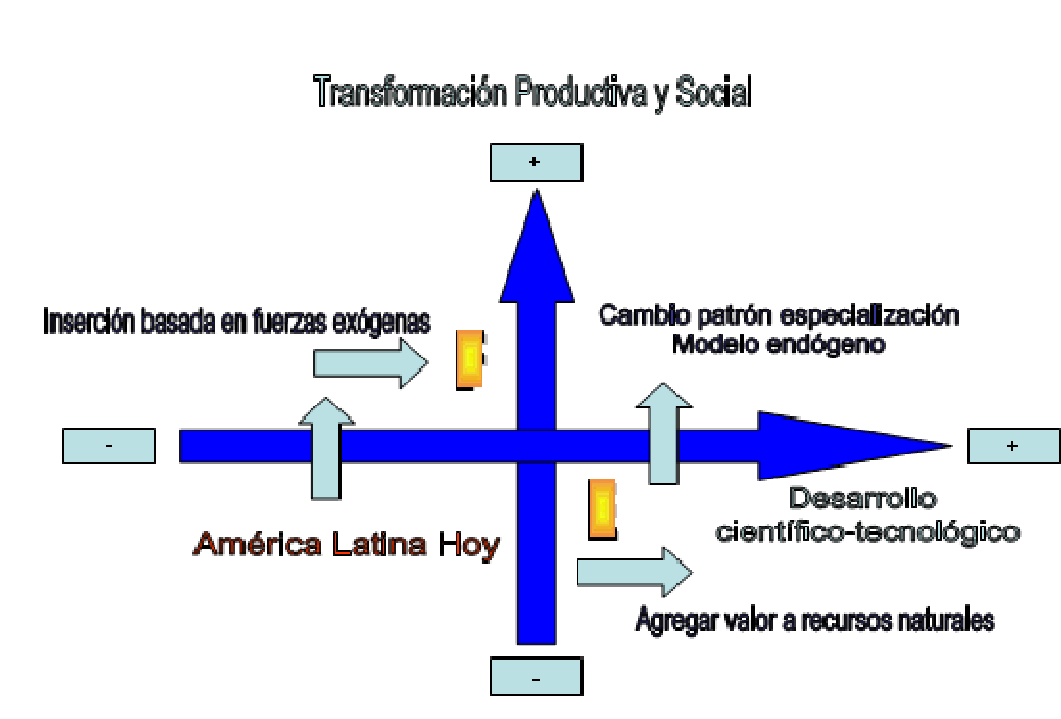 Transformación Productiva y Social
+
Inserción basada en fuerzas exógenas
Cambio patrón especialización
Modelo endógeno
-
+
Desarrollo
científico-tecnológico
América Latina Hoy
Agregar valor a recursos naturales
-